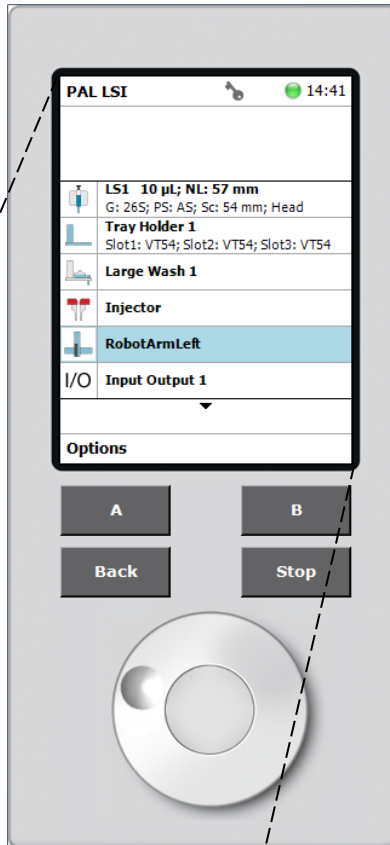 PAL LSI 14:41
LS1 10 µL; NL: 57 mm
G: 26S; PS: AS; Sc: 54 mm; Head
Tray Holder 1
Slot1: VT54; Slot2: VT54; Slot3: VT54
Large Wash 1
Injector
RobotArmLeft
I/O Input Output 1
Options
A B
Back Stop